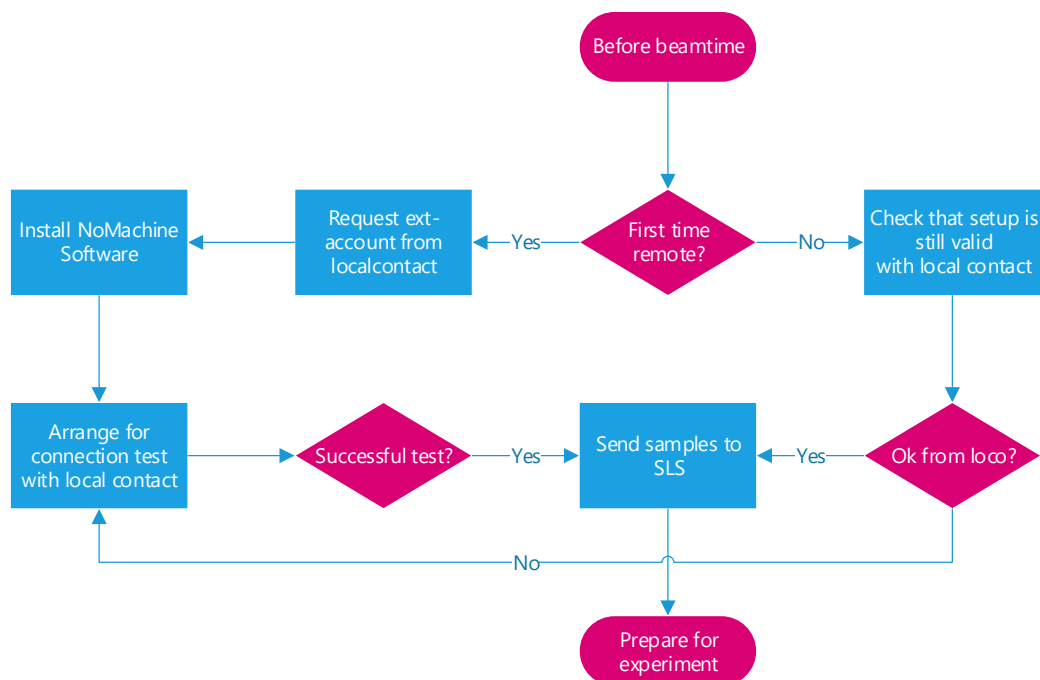 Before beamtime
Install NoMachine
Software
Request ext-
account from
localcontact
Yes
First time
remote?
No
Check that setup is
still valid
with local contact
Arrange for
connection test
with local contact
Successful test?
Yes
Send samples to
SLS
Yes
Ok from loco?
No
Prepare for
experiment